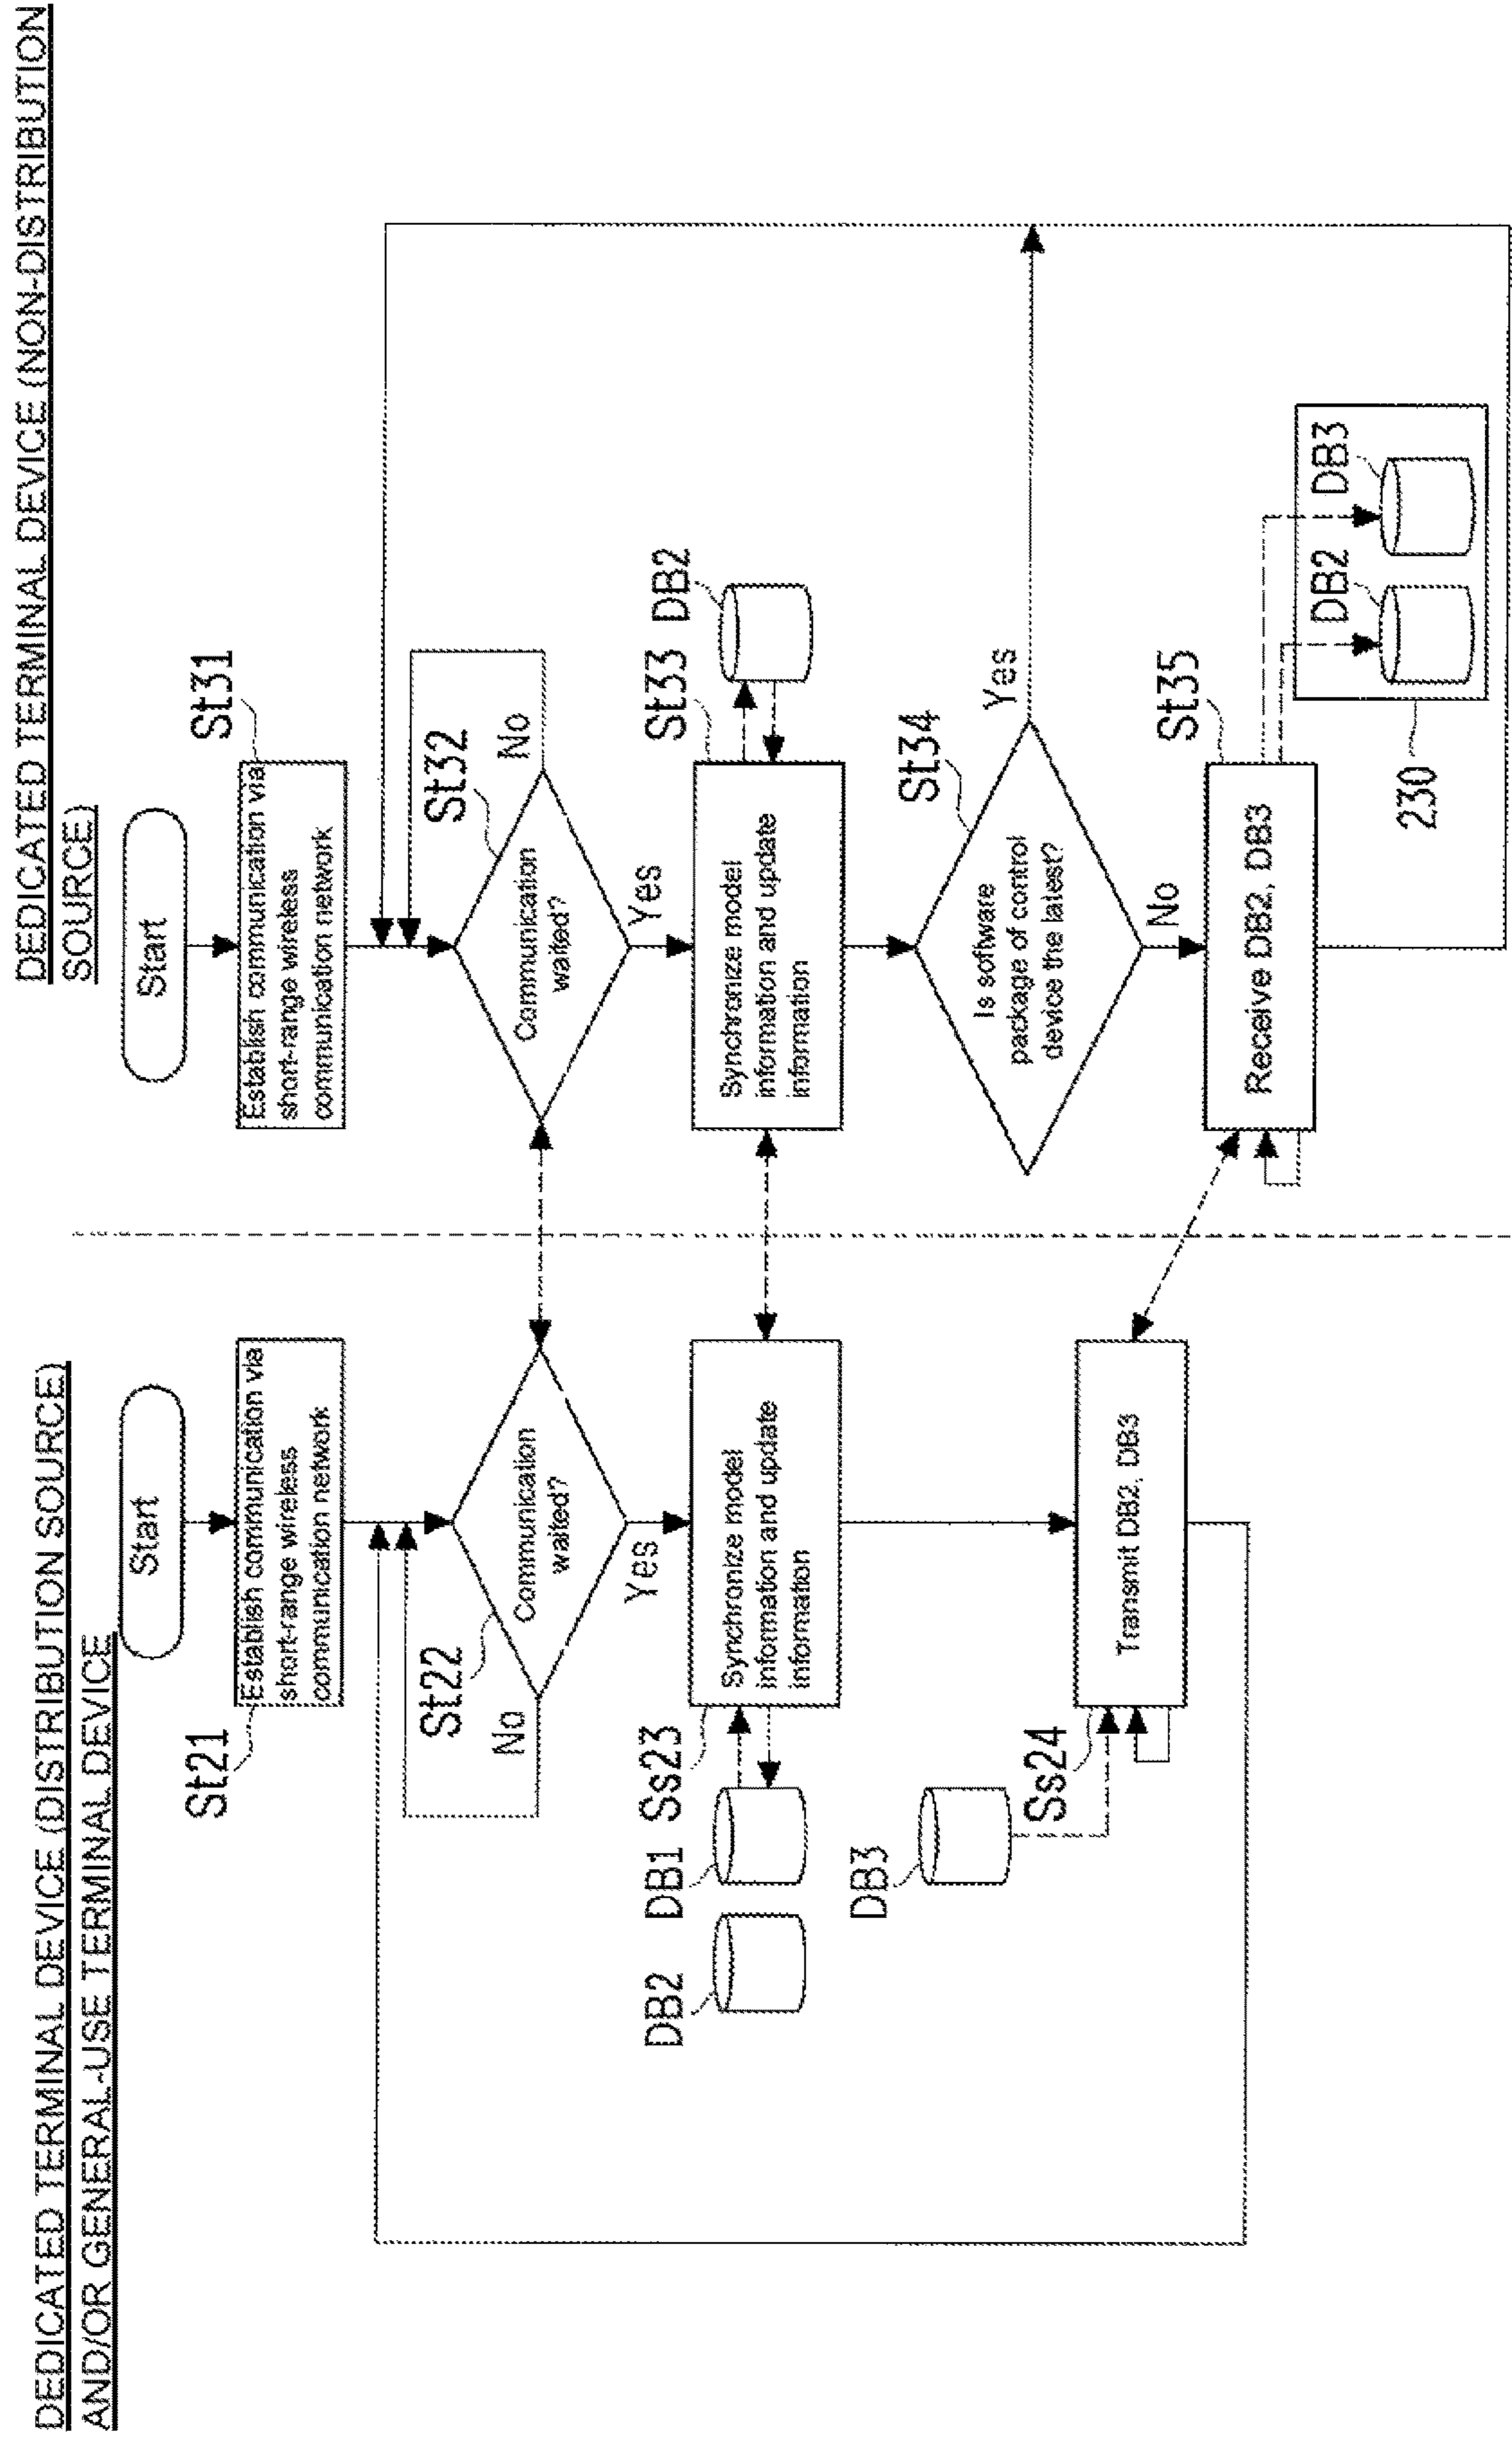 DEDICATED TERMINAL DEVICE (DISTRIBUTION SOURCE)
AND/OR GENERAL-USE TERMINAL DEVICE
Start
St21
Establish communication via
short-range wireless
communication network
St22
Communication
waited?
No
Yes
Ss23
Synchronize model
information and update
information
DB2
DB1
DB3
Ss24
Transmit DB2, DB3
DEDICATED TERMINAL DEVICE (NON-DISTRIBUTION
SOURCE)
Start
St31
Establish communication via
short-range wireless
communication network
St32
Communication
waited?
No
Yes
St33
DB2
Synchronize model
information and update
information
St34
Is software
package of control
device the latest?
Yes
No
St35
Receive DB2, DB3
DB2
DB3
230